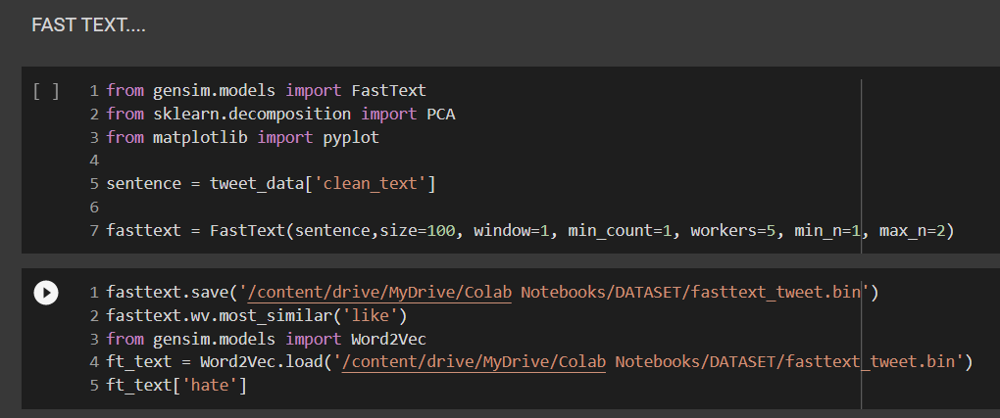 FAST TEXT....
[ ] 1 from gensim.models import FastText
2 from sklearn.decomposition import PCA
3 from matplotlib import pyplot
4
5 sentence = tweet_data['clean_text']
6
7 fasttext = FastText(sentence,size=100, window=1, min_count=1, workers=5, min_n=1, max_n=2)
1 fasttext.save('/content/drive/MyDrive/Colab Notebooks/DATASET/fasttext_tweet.bin')
2 fasttext.wv.most_similar('like')
3 from gensim.models import Word2Vec
4 ft_text = Word2Vec.load('/content/drive/MyDrive/Colab Notebooks/DATASET/fasttext_tweet.bin')
5 ft_text['hate']